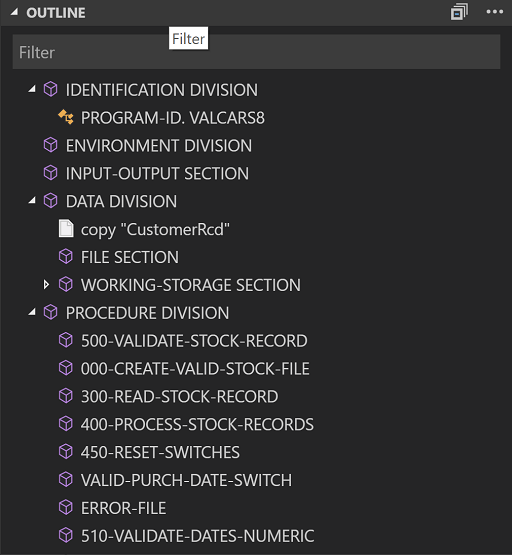 OUTLINE
Filter
Filter
IDENTIFICATION DIVISION
PROGRAM-ID. VALCARS8
ENVIRONMENT DIVISION
INPUT-OUTPUT SECTION
DATA DIVISION
copy "CustomerRcd"
FILE SECTION
WORKING-STORAGE SECTION
PROCEDURE DIVISION
500-VALIDATE-STOCK-RECORD
000-CREATE-VALID-STOCK-FILE
300-READ-STOCK-RECORD
400-PROCESS-STOCK-RECORDS
450-RESET-SWITCHES
VALID-PURCH-DATE-SWITCH
ERROR-FILE
510-VALIDATE-DATES-NUMERIC